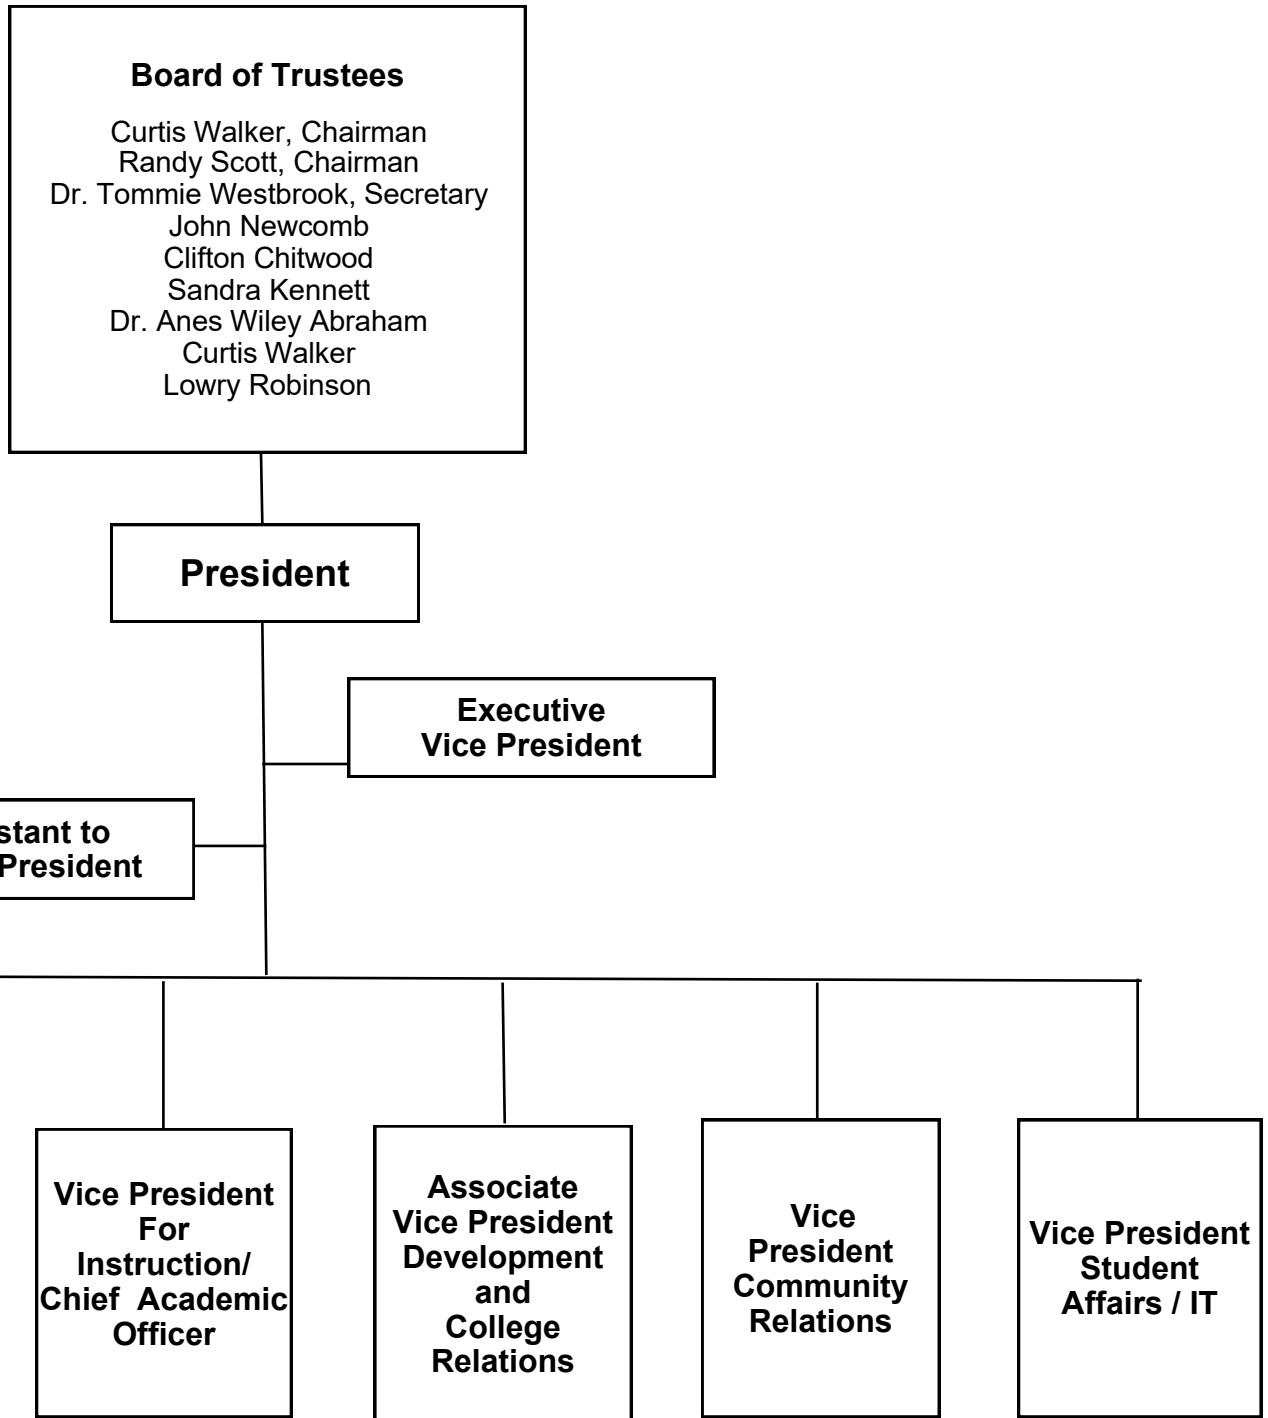 Board of Trustees
Curtis Walker, Chairman
Randy Scott, Chairman
Dr. Tommie Westbrook, Secretary
John Newcomb
Clifton Chitwood
Sandra Kennett
Dr. Anes Wiley Abraham
Curtis Walker
Lowry Robinson
President
Executive
Vice President
stant to
President
Vice President
For
Instruction/
Chief Academic
Officer
Associate
Vice President
Development
and
College
Relations
Vice
President
Community
Relations
Vice President
Student
Affairs / IT